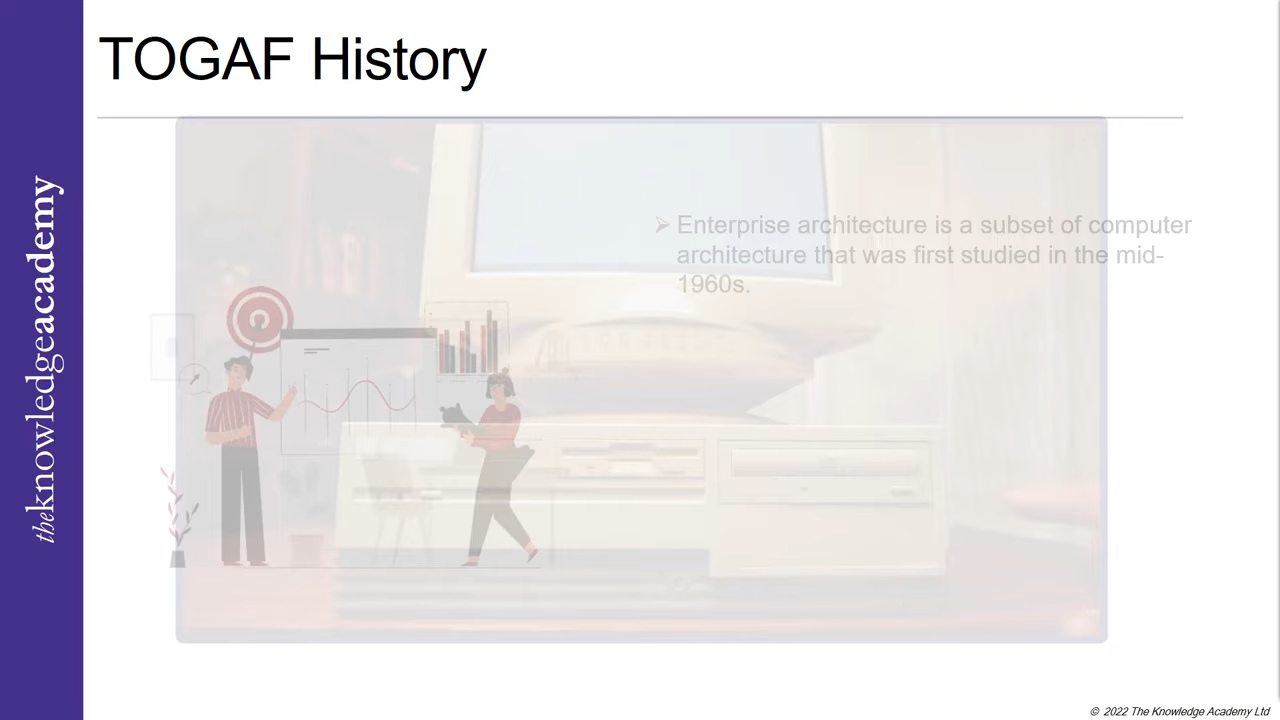 TOGAF History
theknowledgeacademy
➢ Enterprise architecture is a subset of computer
architecture that was first studied in the mid-
1960s.
© 2022 The Knowledge Academy Ltd